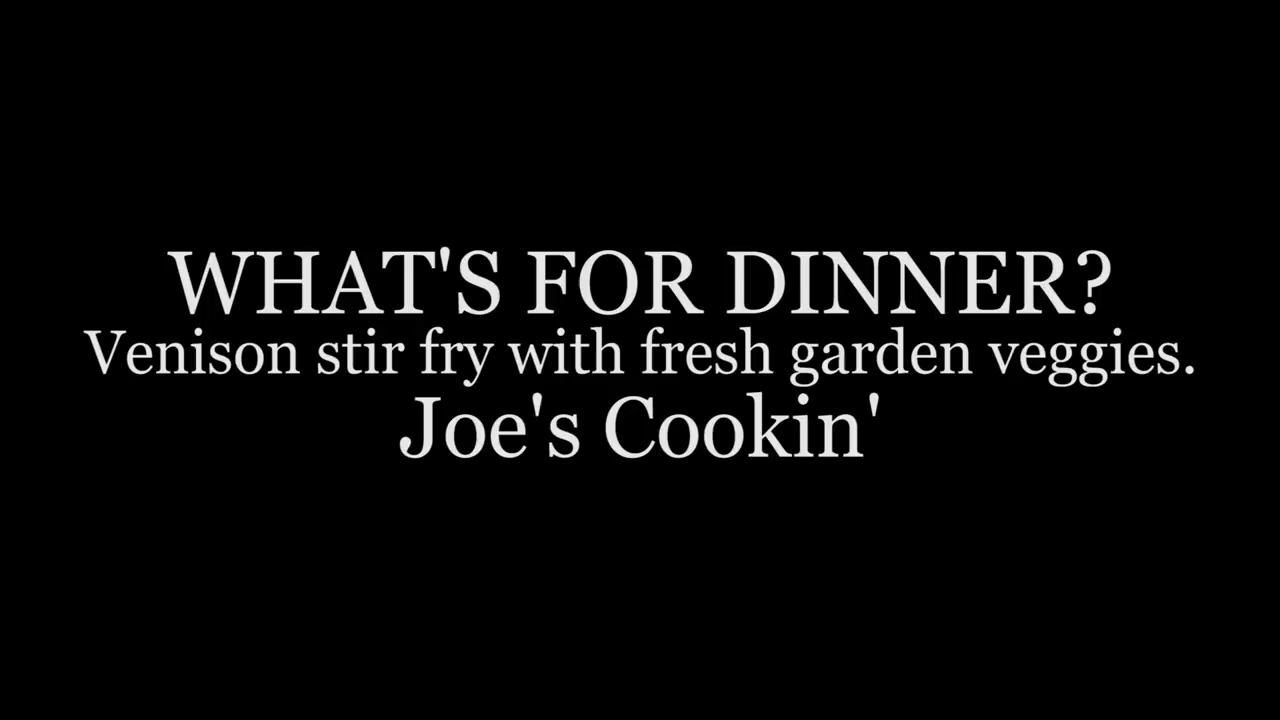 WHAT'S FOR DINNER?
Venison stir fry with fresh garden veggies.
Joe's Cookin'